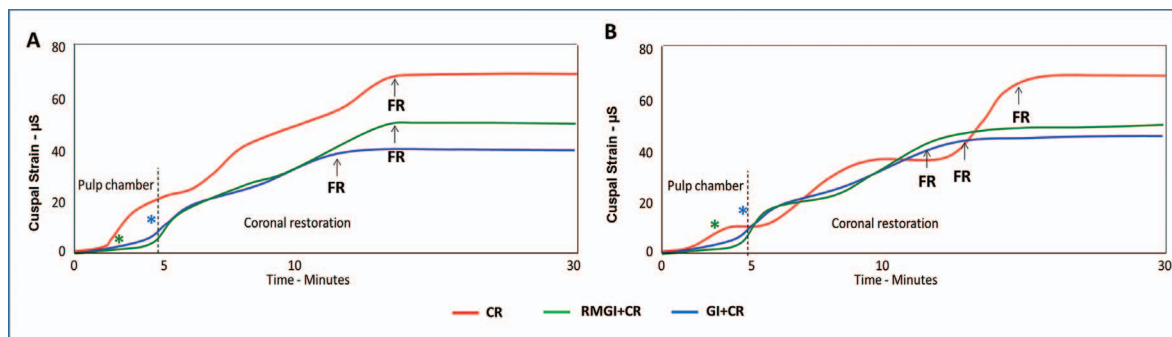 A
Cuspal Strain - µS
80
60
40
20
0
Pulp chamber
*
*
FR
FR
FR
Coronal restoration
0
5
10
30
Time - Minutes
B
Cuspal Strain - µS
80
60
40
20
0
Pulp chamber
*
*
FR
FR
FR
Coronal restoration
0
5
10
30
Time - Minutes
CR
RMGI+CR
GI+CR